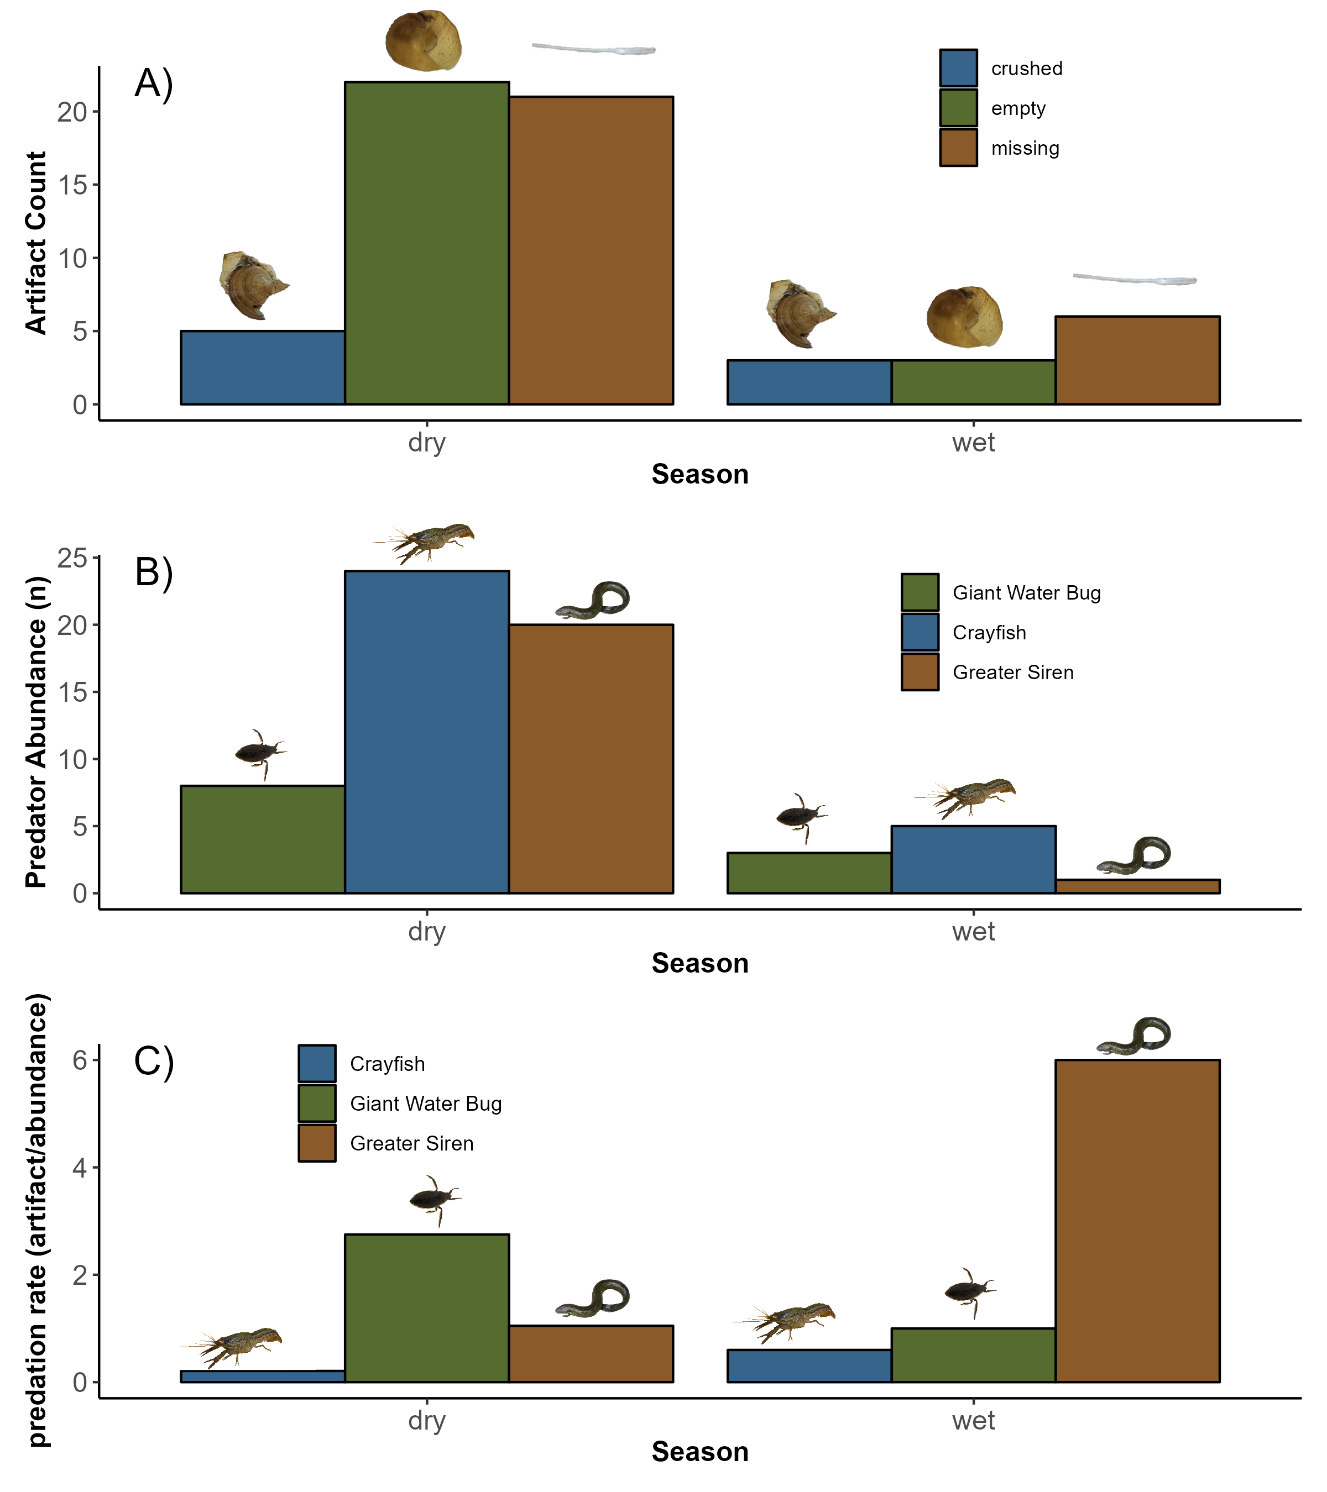 A)
crushed
empty
missing
Artifact Count
20
15
10
5
0
dry
wet
Season
B)
Giant Water Bug
Crayfish
Greater Siren
Predator Abundance (n)
25
20
15
10
5
0
dry
wet
Season
C)
Crayfish
Giant Water Bug
Greater Siren
predation rate (artifact/abundance)
6
4
2
0
dry
wet
Season